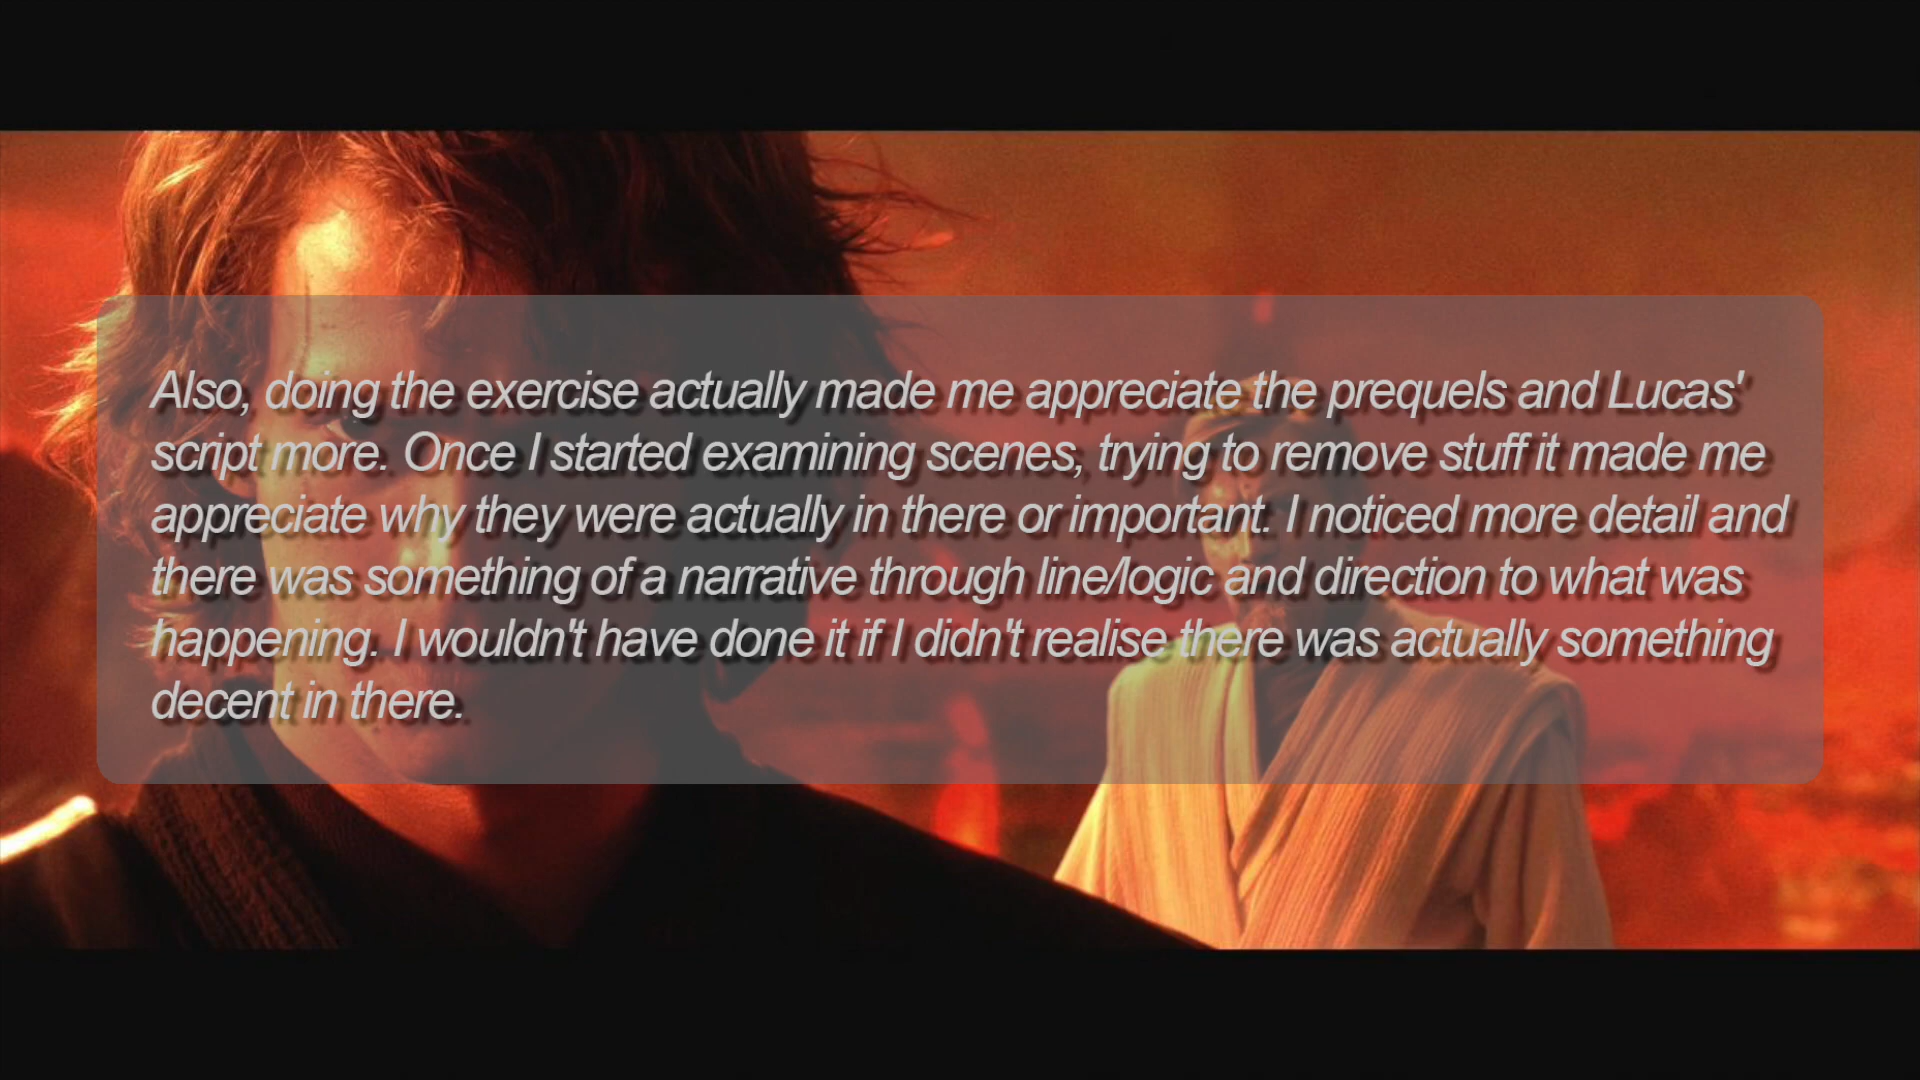 Also, doing the exercise actually made me appreciate the prequels and Lucas'
script more. Once I started examining scenes, trying to remove stuff it made me
appreciate why they were actually in there or important. I noticed more detail and
there was something of a narrative through line/logic and direction to what was
happening. I wouldn't have done it if I didn't realise there was actually something
decent in there.